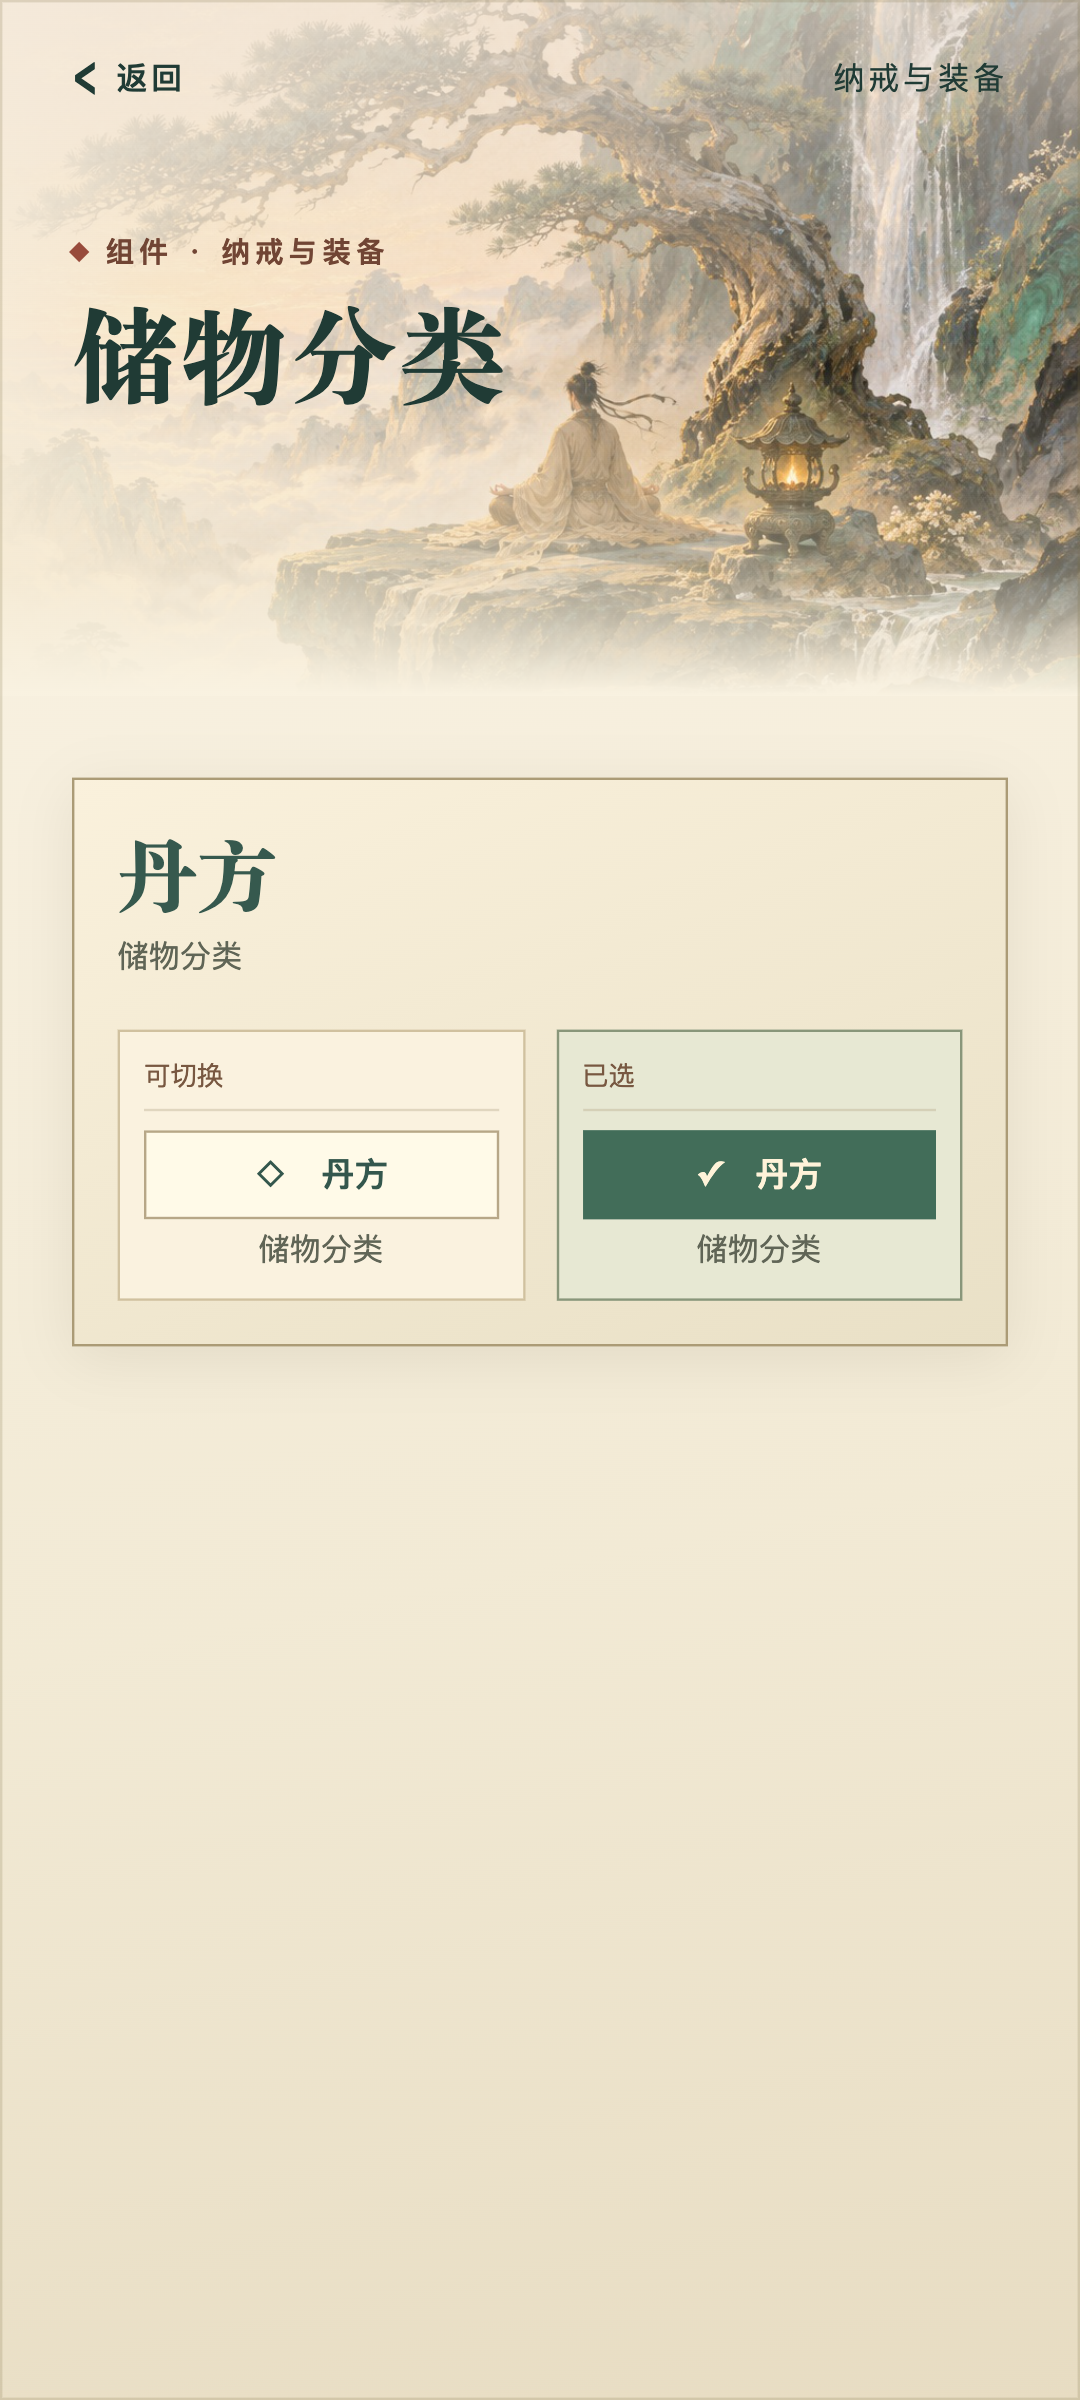 返回
纳戒与装备
组件 · 纳戒与装备
储物分类
丹方
储物分类
可切换
丹方
储物分类
已选
丹方
储物分类